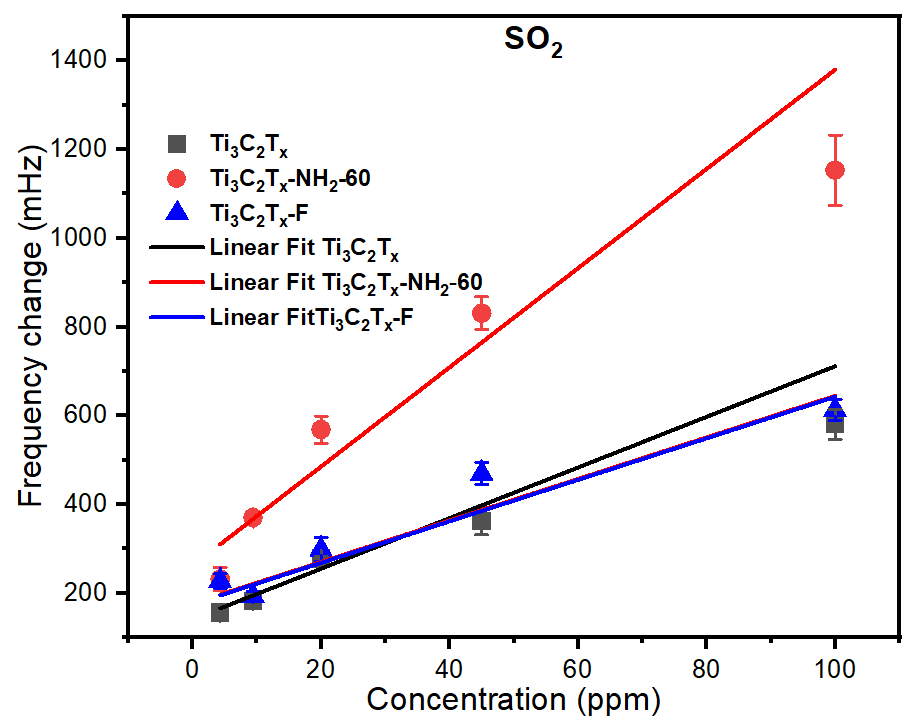 SO₂
Frequency change (mHz)
1400
1200
1000
800
600
400
200
Ti₃C₂Tₓ
Ti₃C₂Tₓ-NH₂-60
Ti₃C₂Tₓ-F
Linear Fit Ti₃C₂Tₓ
Linear Fit Ti₃C₂Tₓ-NH₂-60
Linear FitTi₃C₂Tₓ-F
0 20 40 60 80 100
Concentration (ppm)